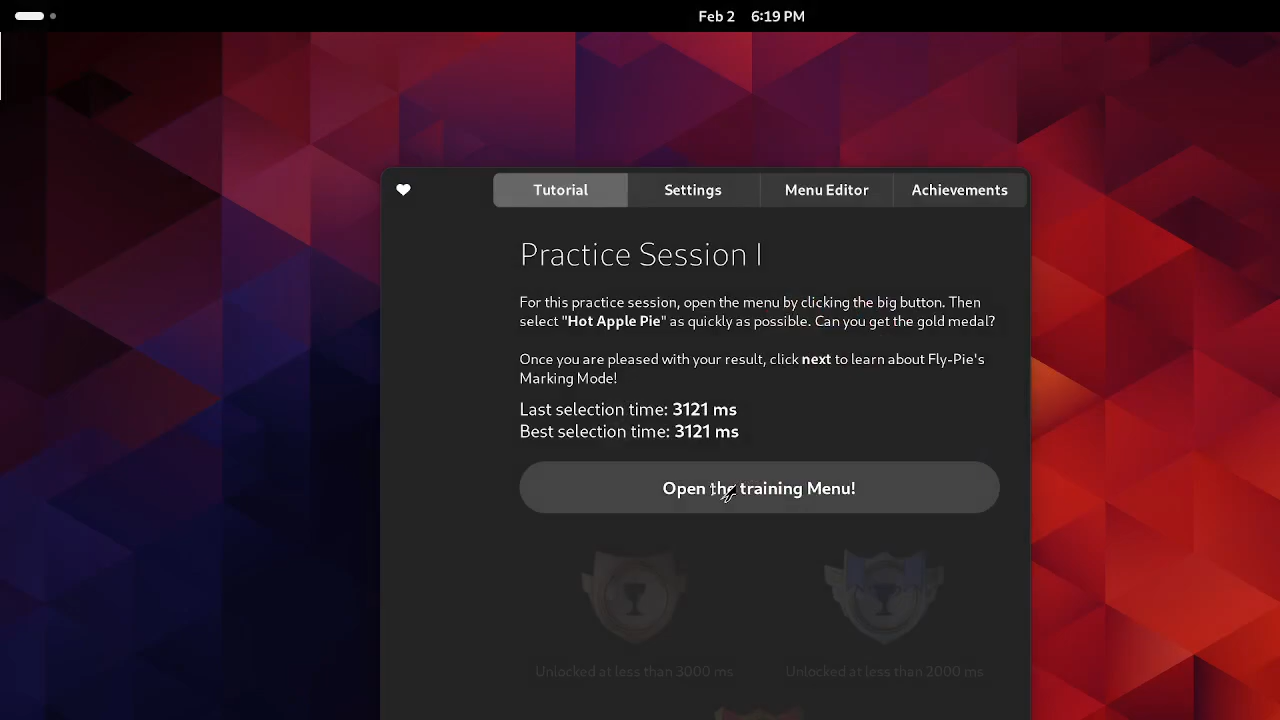 Feb 2 6:19 PM
Tutorial Settings Menu Editor Achievements
Practice Session I
For this practice session, open the menu by clicking the big button. Then
select "Hot Apple Pie" as quickly as possible. Can you get the gold medal?
Once you are pleased with your result, click next to learn about Fly-Pie's
Marking Mode!
Last selection time: 3121 ms
Best selection time: 3121 ms
Open the training Menu!
Unlocked at less than 3000 ms Unlocked at less than 2000 ms